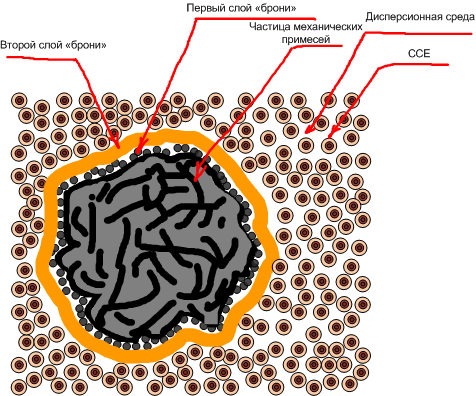 Первый слой «брони»
Частица механических
примесей
Дисперсионная среда
Второй слой «брони»
ССЕ